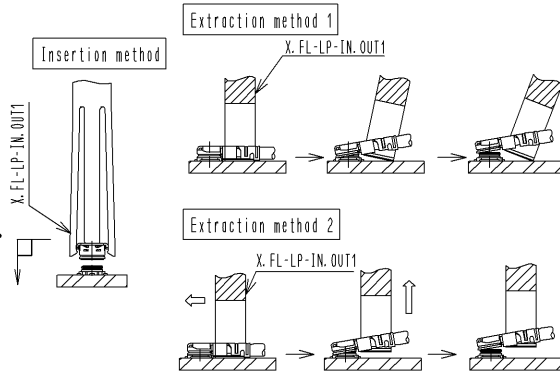 Insertion method
X.FL-LP-IN.OUT1
Extraction method 1
X.FL-LP-IN.OUT1
Extraction method 2
X.FL-LP-IN.OUT1